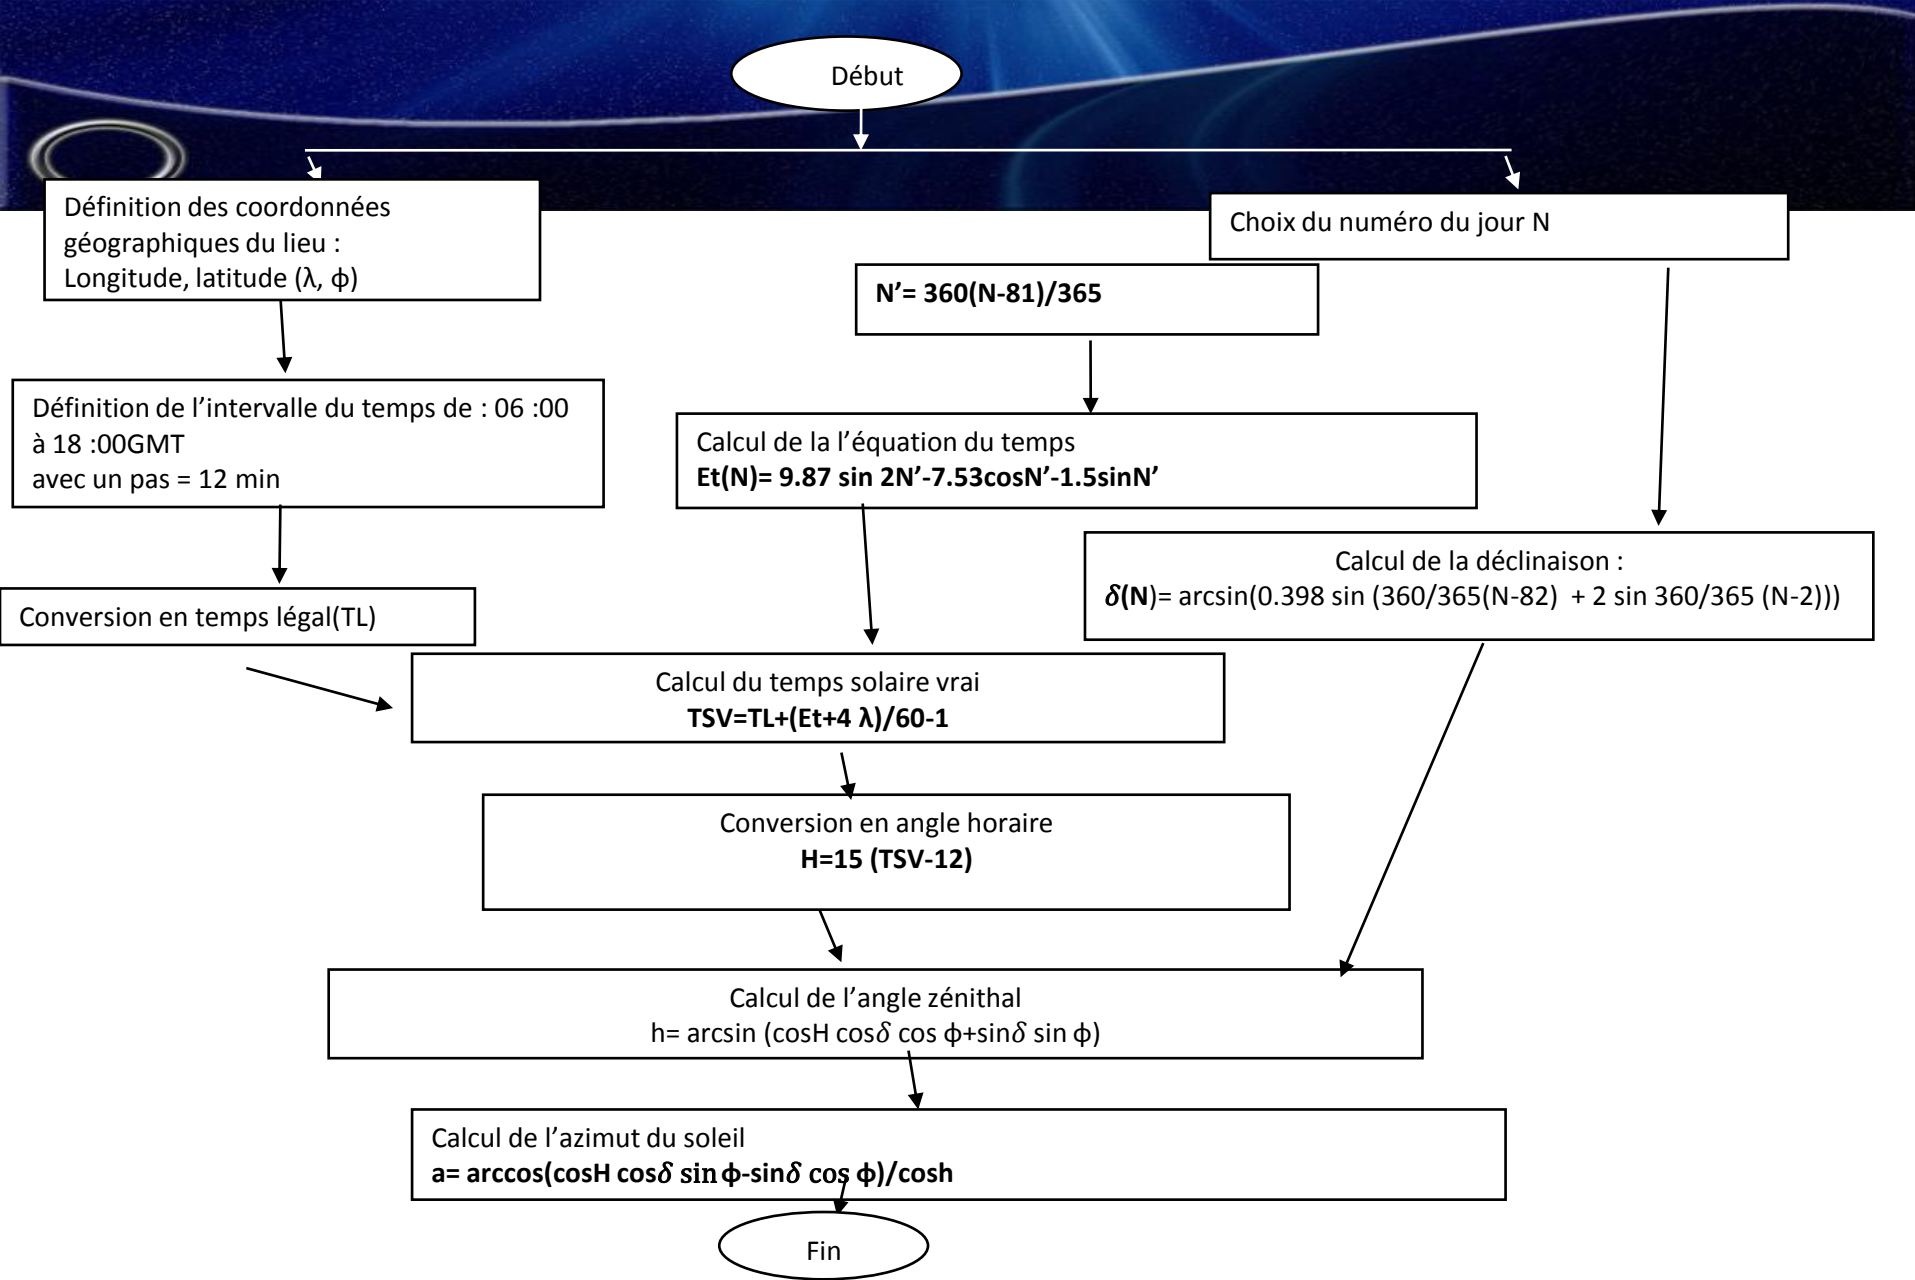 Début
Définition des coordonnées
géographiques du lieu :
Longitude, latitude (λ, φ)
Choix du numéro du jour N
N’= 360(N-81)/365
Définition de l’intervalle du temps de : 06 :00
à 18 :00GMT
avec un pas = 12 min
Calcul de la l’équation du temps
Et(N)= 9.87 sin 2N’-7.53cosN’-1.5sinN’
Calcul de la déclinaison :
δ(N)= arcsin(0.398 sin (360/365(N-82) + 2 sin 360/365 (N-2)))
Conversion en temps légal(TL)
Calcul du temps solaire vrai
TSV=TL+(Et+4 λ)/60-1
Conversion en angle horaire
H=15 (TSV-12)
Calcul de l’angle zénithal
h= arcsin (cosH cosδ cos φ+sinδ sin φ)
Calcul de l’azimut du soleil
a= arccos(cosH cosδ sin φ-sinδ cos φ)/cosh
Fin